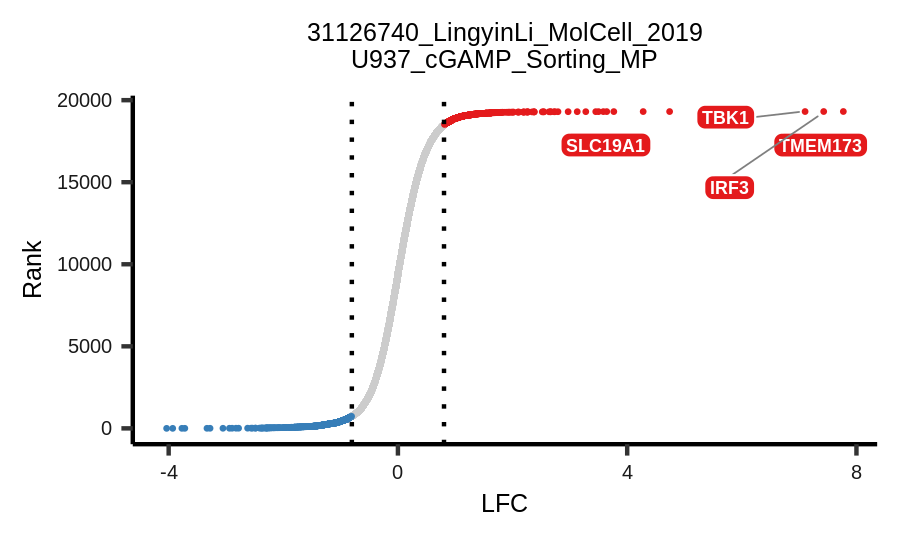 31126740_LingyinLi_MolCell_2019
U937_cGAMP_Sorting_MP
Rank
20000
15000
10000
5000
0
TBK1
SLC19A1
TMEM173
IRF3
-4
0
4
8
LFC